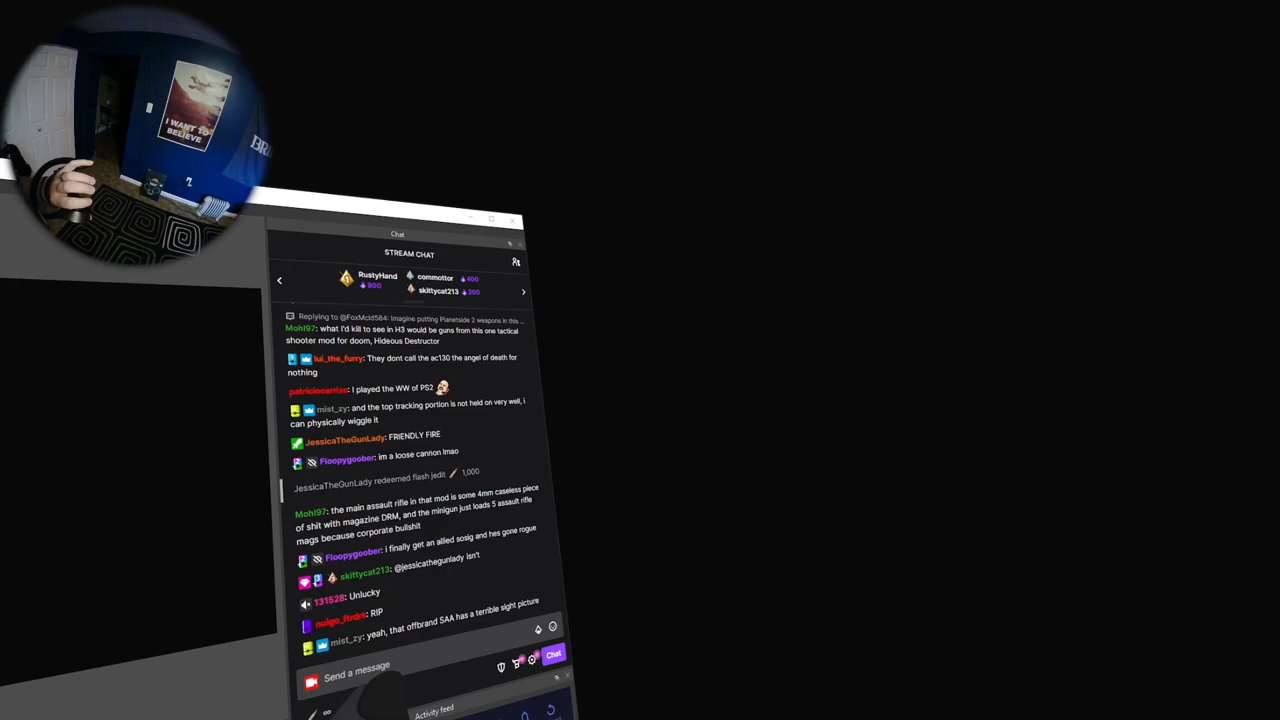 I WANT TO
BELIEVE
BRI
Chat
STREAM CHAT
RustyHand
900
commottor 400
skittycat213 200
Replying to @FoxMcld584: Imagine putting Planetside 2 weapons in this ...
Mohl97: what I'd kill to see in H3 would be guns from this one tactical
shooter mod for doom, Hideous Destructor
lui_the_furry: They dont call the ac130 the angel of death for
nothing
patriciocarrizo: I played the WW of PS2
mist_zy: and the top tracking portion is not held on very well, i
can physically wiggle it
JessicaTheGunLady: FRIENDLY FIRE
Floopygoober: im a loose cannon lmao
JessicaTheGunLady redeemed flash jedit 1,000
Mohl97: the main assault rifle in that mod is some 4mm caseless piece
of shit with magazine DRM, and the minigun just loads 5 assault rifle
mags because corporate bullshit
Floopygoober: i finally get an allied sosig and hes gone rogue
skittycat213: @jessicathegunlady isn't
131528: Unlucky
nuigo_ftndrk: RIP
mist_zy: yeah, that offbrand SAA has a terrible sight picture
Send a message
Chat
Activity feed